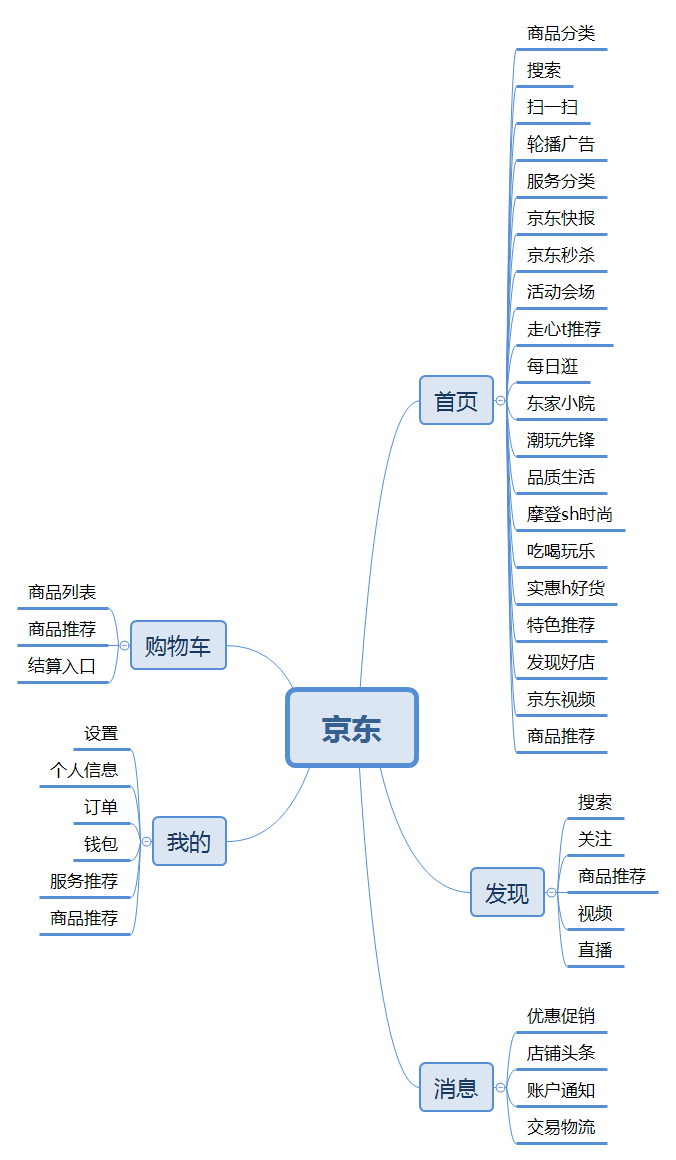 京东
首页
商品分类
搜索
扫一扫
轮播广告
服务分类
京东快报
京东秒杀
活动会场
走心t推荐
每日逛
东家小院
潮玩先锋
品质生活
摩登sh时尚
吃喝玩乐
实惠h好货
特色推荐
发现好店
京东视频
商品推荐
发现
搜索
关注
商品推荐
视频
直播
消息
优惠促销
店铺头条
账户通知
交易物流
购物车
商品列表
商品推荐
结算入口
我的
设置
个人信息
订单
钱包
服务推荐
商品推荐